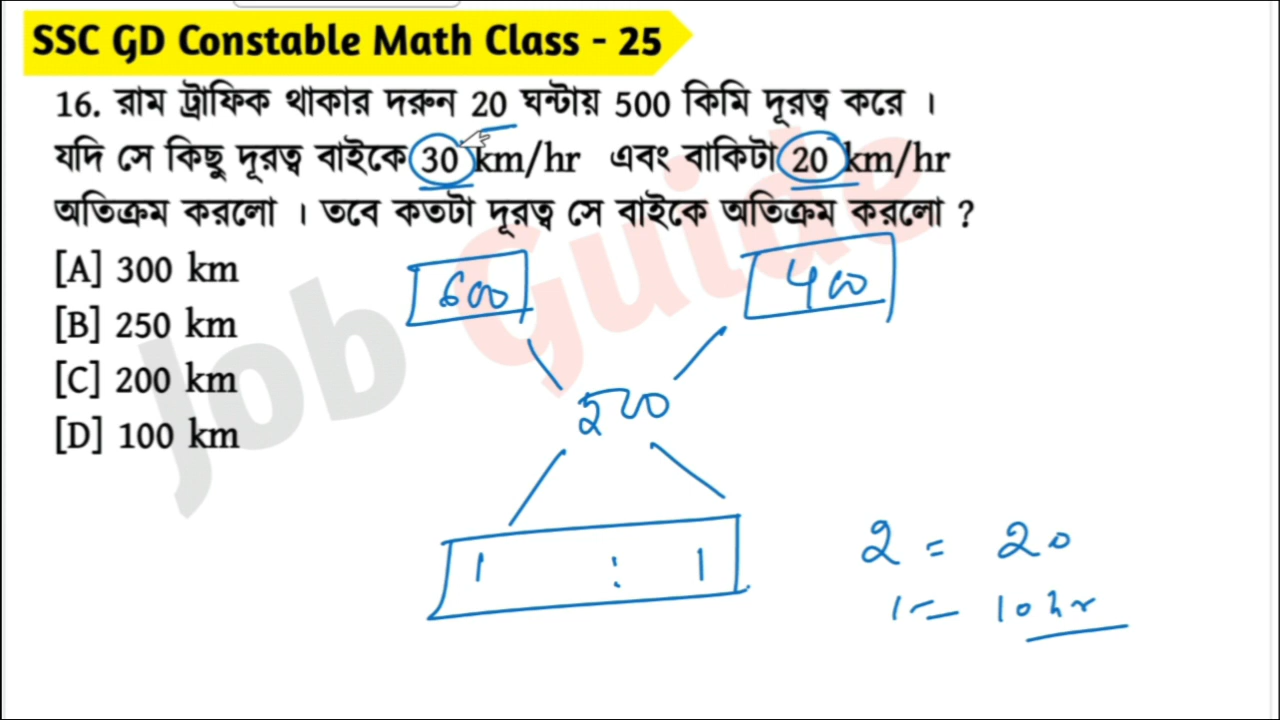 SSC GD Constable Math Class - 25
16. রাম ট্রাফিক থাকার দরুন 20 ঘন্টায় 500 কিমি দূরত্ব করে ।
যদি সে কিছু দূরত্ব বাইকে 30 km/hr এবং বাকিটা 20 km/hr
অতিক্রম করলো । তবে কতটা দূরত্ব সে বাইকে অতিক্রম করলো ?
[A] 300 km
[B] 250 km
[C] 200 km
[D] 100 km
600 400
500
1 : 1
2 = 20
1 = 10 hr
Job Guide